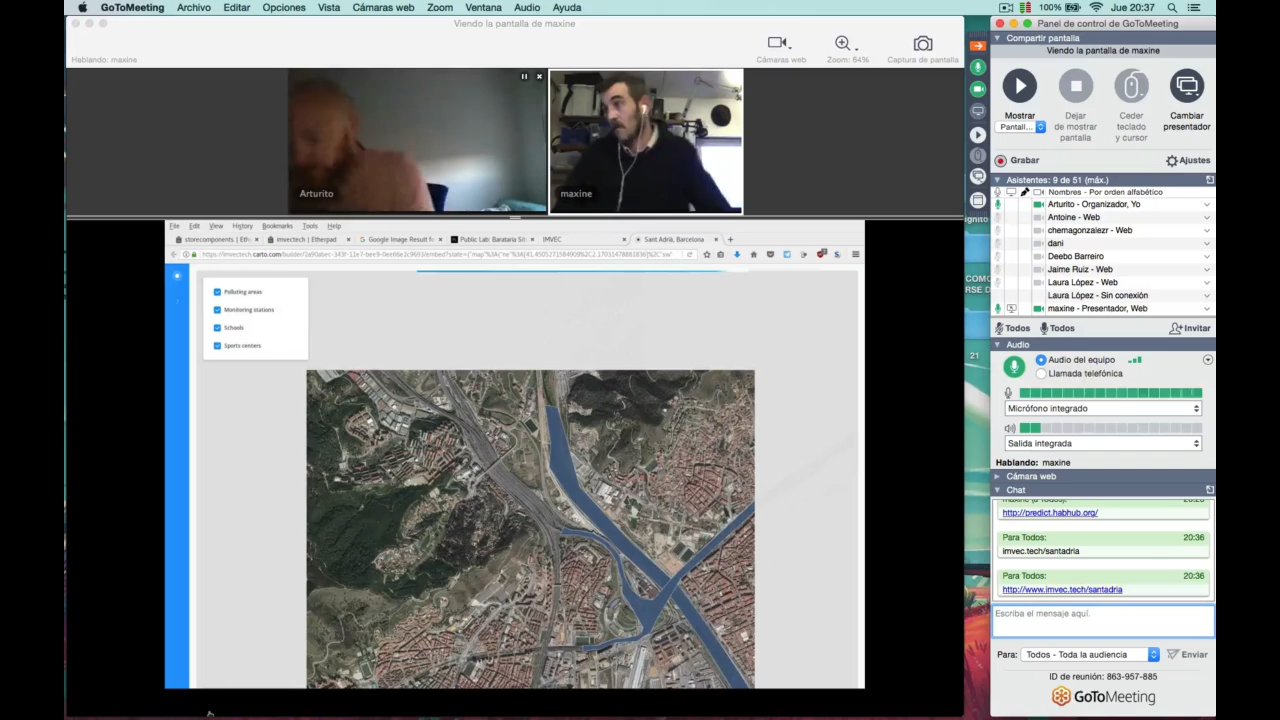 GoToMeeting Archivo Editar Opciones Vista Cámaras web Zoom Ventana Audio Ayuda 100% Jue 20:37
Viendo la pantalla de maxine
Hablando: maxine
Cámaras web
Zoom: 64%
Captura de pantalla
Arturito
maxine
File Edit View History Bookmarks Tools Help
storecomponents | Ethe
imvectech | Etherpad
Google Image Result f
Public Lab: Barataria Sit
IMVEC
Sant Adrià, Barcelona
Polluting areas
Monitoring stations
Schools
Sports centers
ignito
COMO
RSE D
21
Panel de control de GoToMeeting
Compartir pantalla
Viendo la pantalla de maxine
Mostrar
Pantall...
Dejar
de mostrar
pantalla
Ceder
teclado
y cursor
Cambiar
presentador
Grabar
Ajustes
Asistentes: 9 de 51 (máx.)
Nombres - Por orden alfabético
Arturito - Organizador, Yo
Antoine - Web
chemagonzalezr - Web
dani
Deebo Barreiro
Jaime Ruiz - Web
Laura López - Web
Laura López - Sin conexión
maxine - Presentador, Web
Todos
Todos
Invitar
Audio
Audio del equipo
Llamada telefónica
Micrófono integrado
Salida integrada
Hablando: maxine
Cámara web
Chat
http://predict.habhub.org/
Para Todos: 20:36
imvec.tech/santadria
Para Todos: 20:36
http://www.imvec.tech/santadria
Escriba el mensaje aquí.
Para: Todos - Toda la audiencia Enviar
ID de reunión: 863-957-885
GoToMeeting